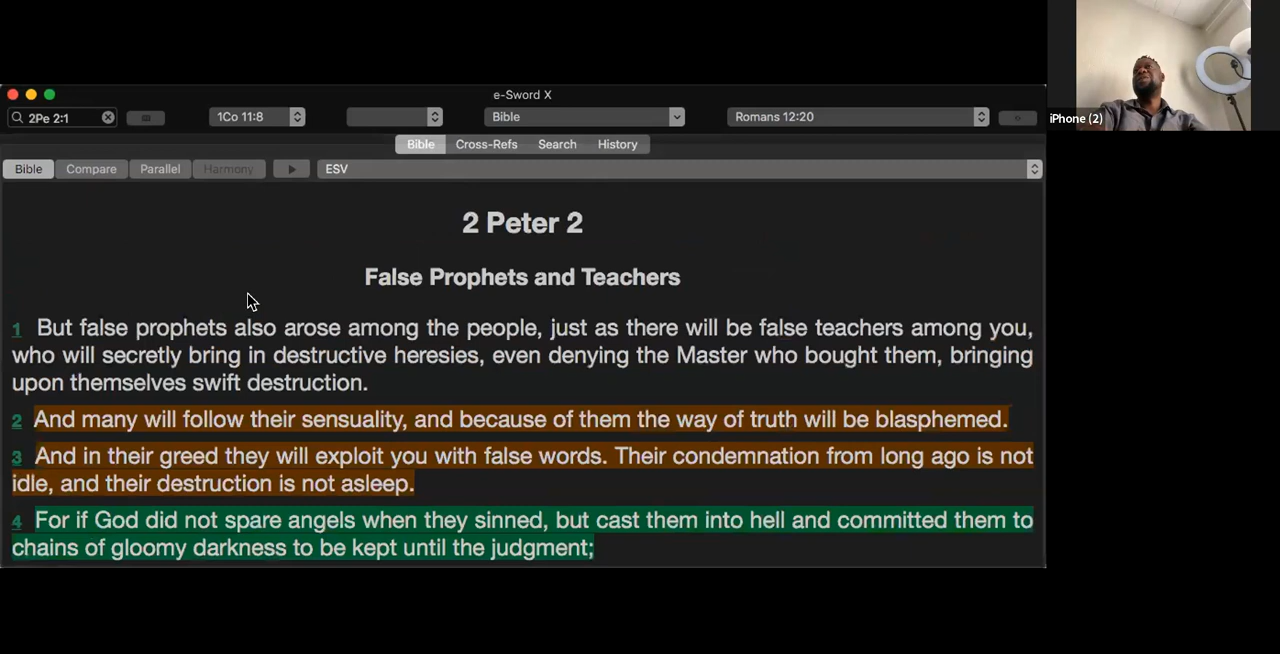 e-Sword X
2Pe 2:1
1Co 11:8
Bible
Romans 12:20
Bible
Cross-Refs
Search
History
Bible
Compare
Parallel
Harmony
ESV
2 Peter 2
False Prophets and Teachers
1 But false prophets also arose among the people, just as there will be false teachers among you,
who will secretly bring in destructive heresies, even denying the Master who bought them, bringing
upon themselves swift destruction.
2 And many will follow their sensuality, and because of them the way of truth will be blasphemed.
3 And in their greed they will exploit you with false words. Their condemnation from long ago is not
idle, and their destruction is not asleep.
4 For if God did not spare angels when they sinned, but cast them into hell and committed them to
chains of gloomy darkness to be kept until the judgment;
iPhone (2)